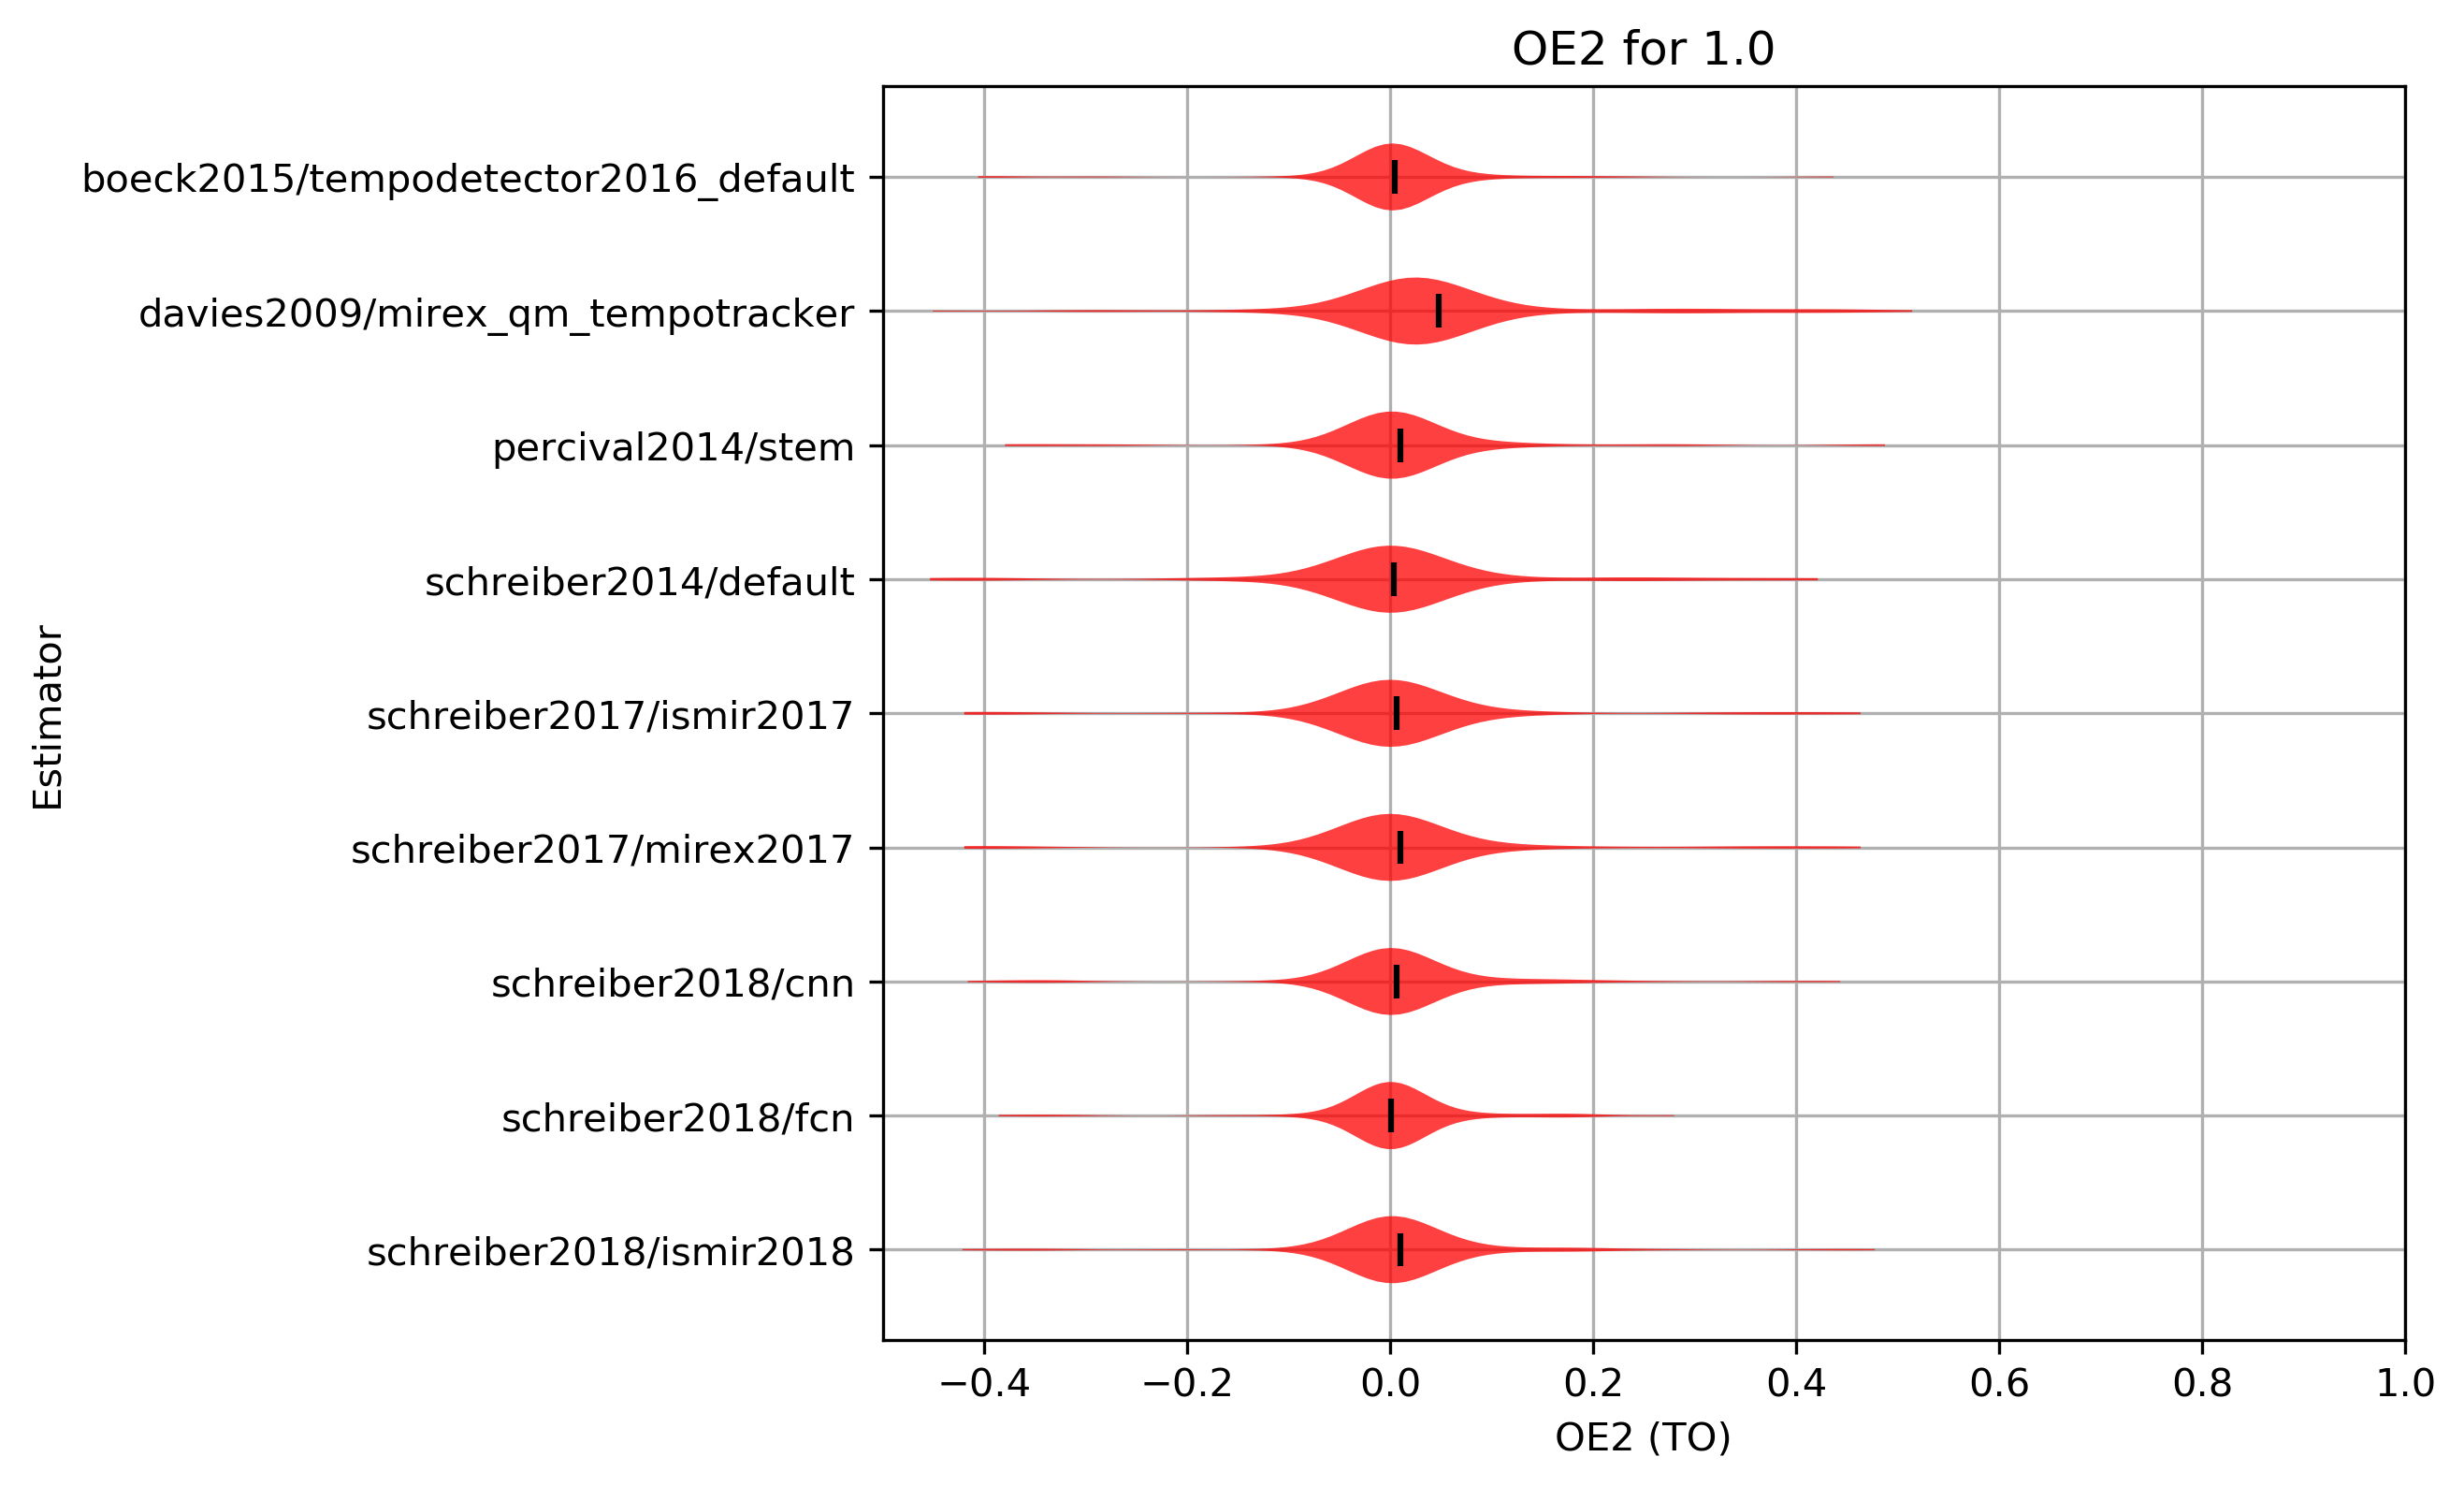 OE2 for 1.0
boeck2015/tempodetector2016_default
davies2009/mirex_qm_tempotracker
percival2014/stem
schreiber2014/default
schreiber2017/ismir2017
schreiber2017/mirex2017
schreiber2018/cnn
schreiber2018/fcn
schreiber2018/ismir2018
Estimator
−0.4 −0.2 0.0 0.2 0.4 0.6 0.8 1.0
OE2 (TO)